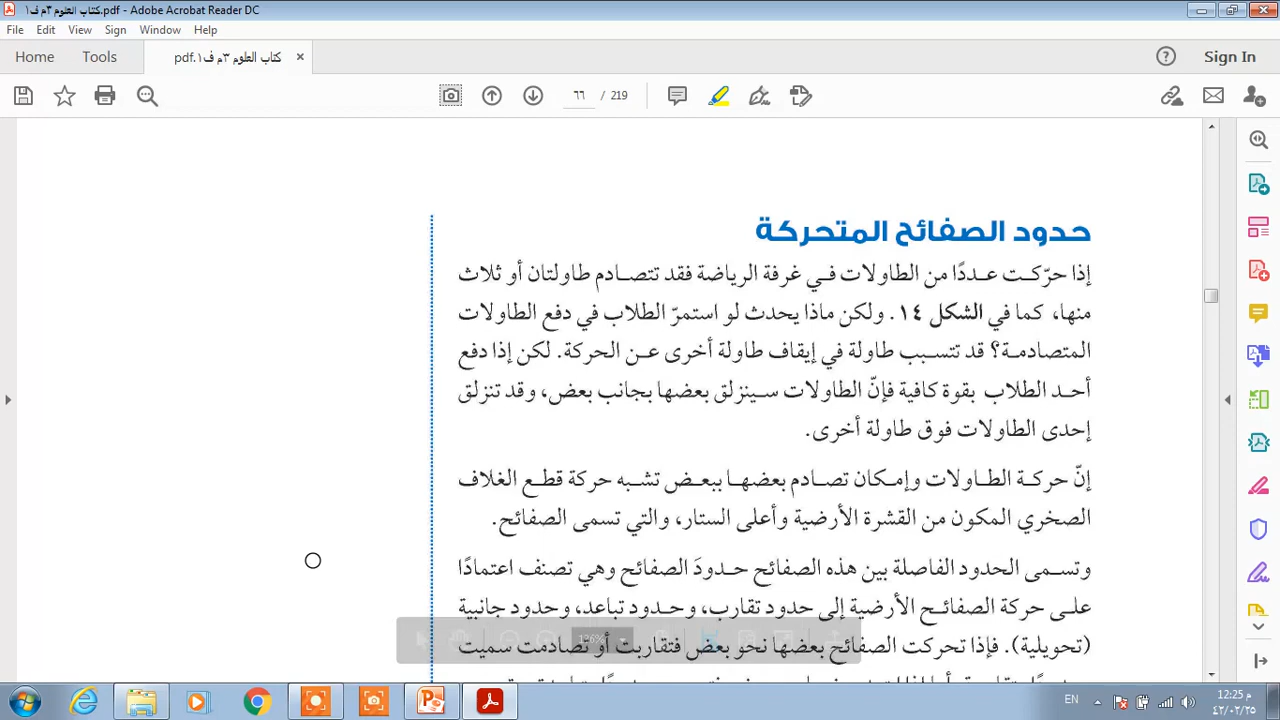 كتاب العلوم ٣م ف١.pdf - Adobe Acrobat Reader DC
File Edit View Sign Window Help
Home Tools كتاب العلوم ٣م ف١.pdf × Sign In
٦٦ / 219
حدود الصفائح المتحركة
إذا حرّكت عددًا من الطاولات في غرفة الرياضة فقد تتصادم طاولتان أو ثلاث
منها، كما في الشكل ١٤. ولكن ماذا يحدث لو استمرّ الطلاب في دفع الطاولات
المتصادمة؟ قد تتسبب طاولة في إيقاف طاولة أخرى عن الحركة. لكن إذا دفع
أحد الطلاب بقوة كافية فإنّ الطاولات سينزلق بعضها بجانب بعض، وقد تنزلق
إحدى الطاولات فوق طاولة أخرى.
إنّ حركة الطاولات وإمكان تصادم بعضها ببعض تشبه حركة قطع الغلاف
الصخري المكون من القشرة الأرضية وأعلى الستار، والتي تسمى الصفائح.
وتسمى الحدود الفاصلة بين هذه الصفائح حدودَ الصفائح وهي تصنف اعتمادًا
على حركة الصفائح الأرضية إلى حدود تقارب، وحدود تباعد، وحدود جانبية
(تحويلية). فإذا تحركت الصفائح بعضها نحو بعض فتقاربت أو تصادمت سميت
126%
EN
12:25 م
٤٢/٠٢/٢٥